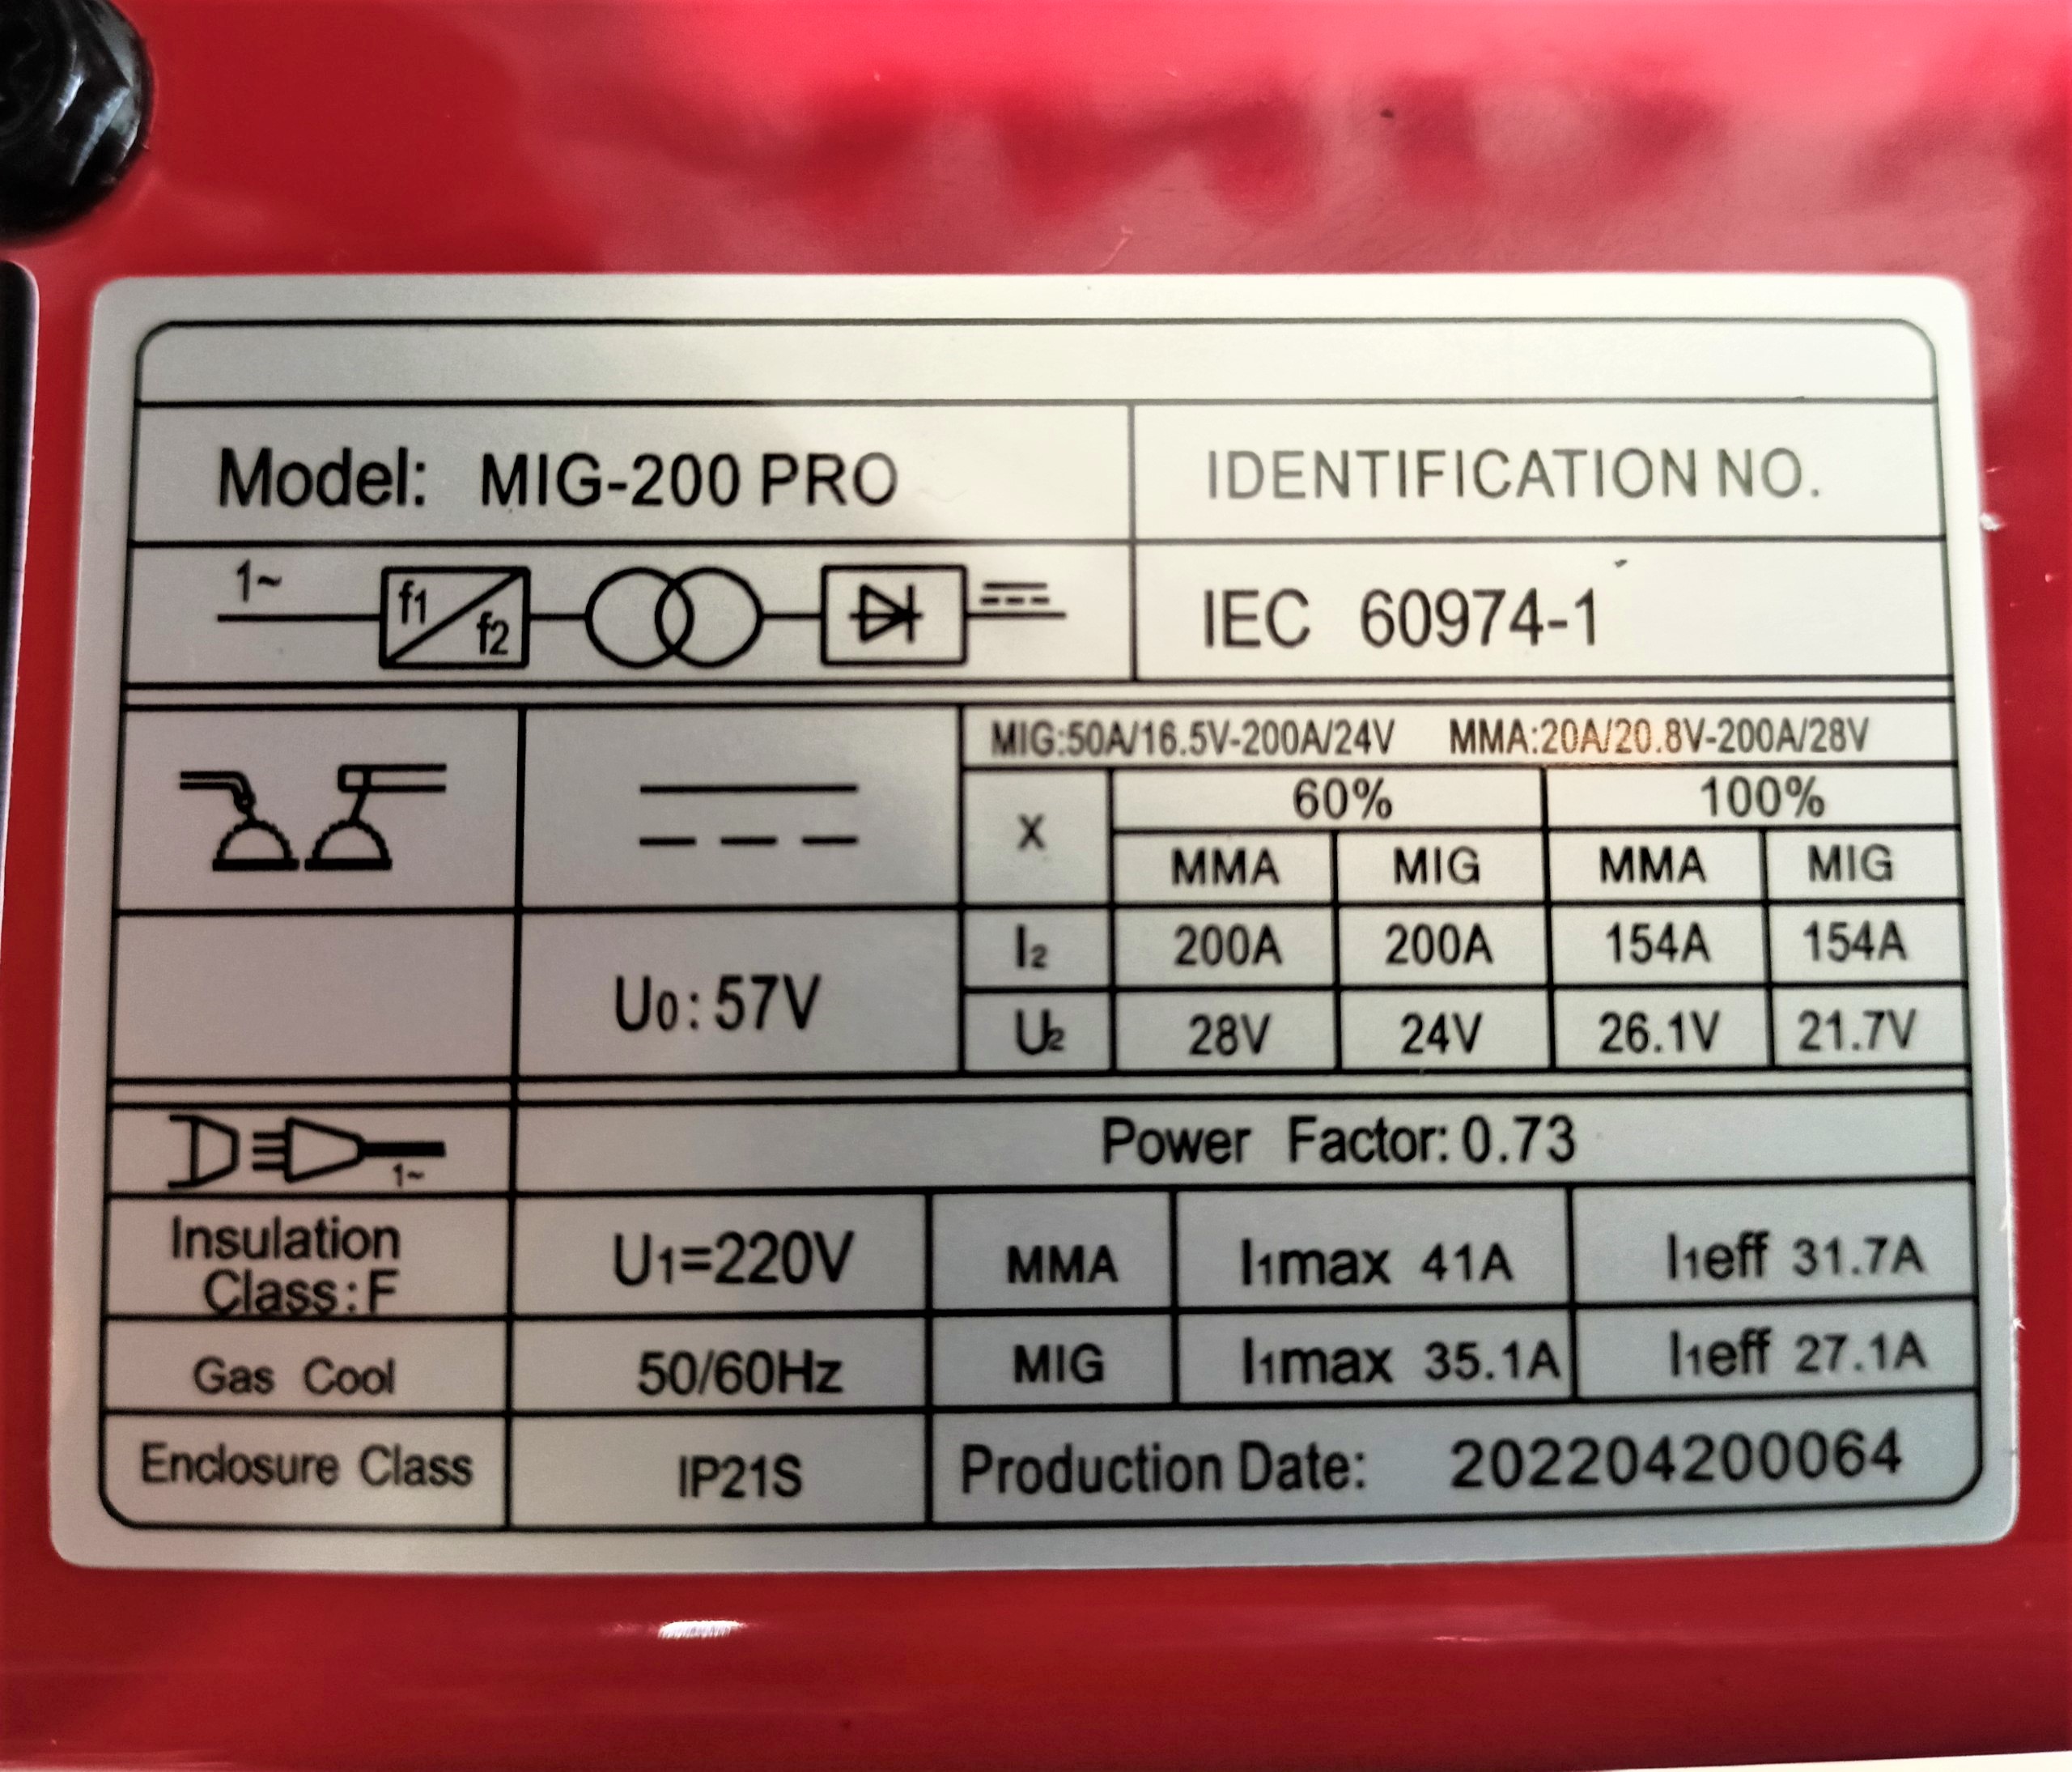 Model: MIG-200 PRO
IDENTIFICATION NO.
1~ f1 f2
IEC 60974-1
MIG:50A/16.5V-200A/24V MMA:20A/20.8V-200A/28V
X 60% 100%
MMA MIG MMA MIG
I2 200A 200A 154A 154A
U0: 57V
U2 28V 24V 26.1V 21.7V
1~
Power Factor: 0.73
Insulation
Class: F
U1=220V MMA I1max 41A I1eff 31.7A
Gas Cool 50/60Hz MIG I1max 35.1A I1eff 27.1A
Enclosure Class IP21S Production Date: 202204200064